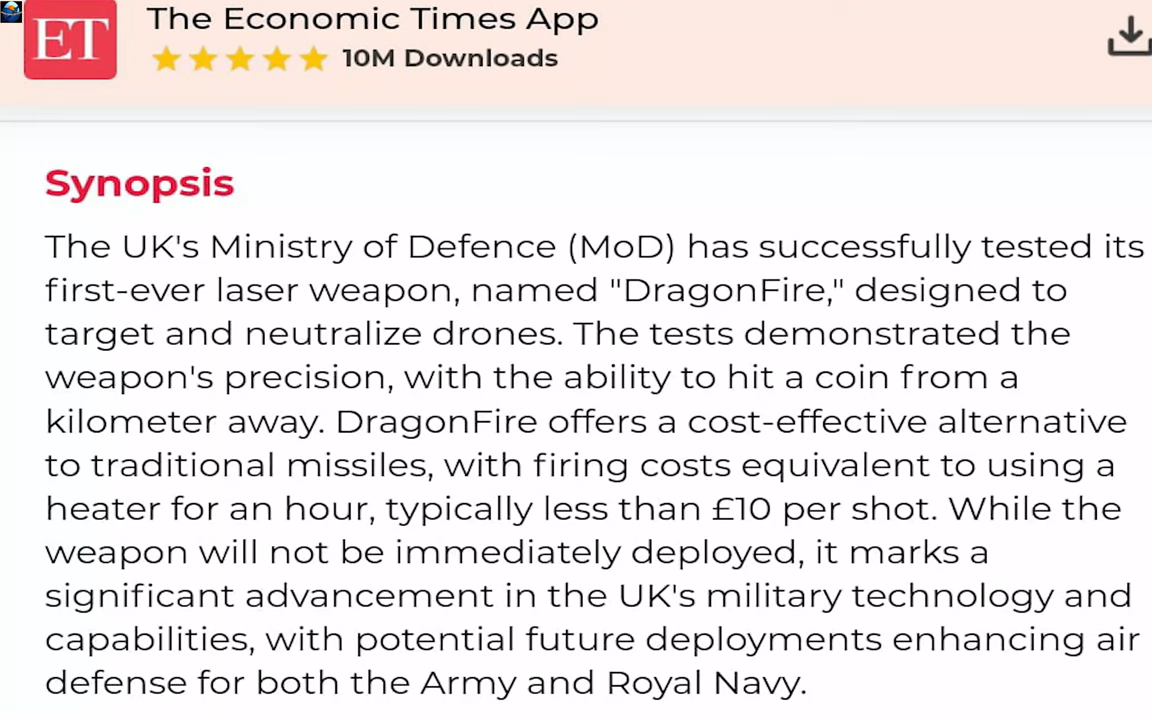 ET
The Economic Times App
10M Downloads
Synopsis
The UK's Ministry of Defence (MoD) has successfully tested its
first-ever laser weapon, named "DragonFire," designed to
target and neutralize drones. The tests demonstrated the
weapon's precision, with the ability to hit a coin from a
kilometer away. DragonFire offers a cost-effective alternative
to traditional missiles, with firing costs equivalent to using a
heater for an hour, typically less than £10 per shot. While the
weapon will not be immediately deployed, it marks a
significant advancement in the UK's military technology and
capabilities, with potential future deployments enhancing air
defense for both the Army and Royal Navy.